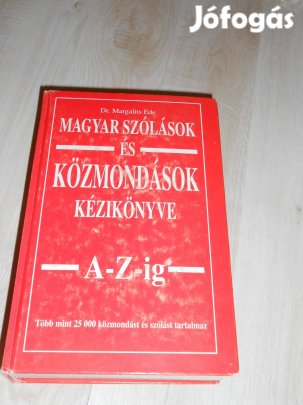 Jófogás
Dr. Margalits Ede
MAGYAR SZÓLÁSOK
ÉS
KÖZMONDÁSOK
KÉZIKÖNYVE
A-Z-ig
Több mint 25 000 közmondást és szólást tartalmaz